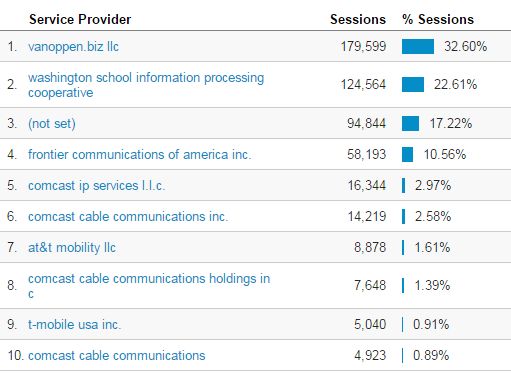 Service Provider Sessions % Sessions
1. vanoppen.biz llc 179,599 32.60%
2. washington school information processing
cooperative 124,564 22.61%
3. (not set) 94,844 17.22%
4. frontier communications of america inc. 58,193 10.56%
5. comcast ip services l.l.c. 16,344 2.97%
6. comcast cable communications inc. 14,219 2.58%
7. at&t mobility llc 8,878 1.61%
8. comcast cable communications holdings in
c 7,648 1.39%
9. t-mobile usa inc. 5,040 0.91%
10. comcast cable communications 4,923 0.89%